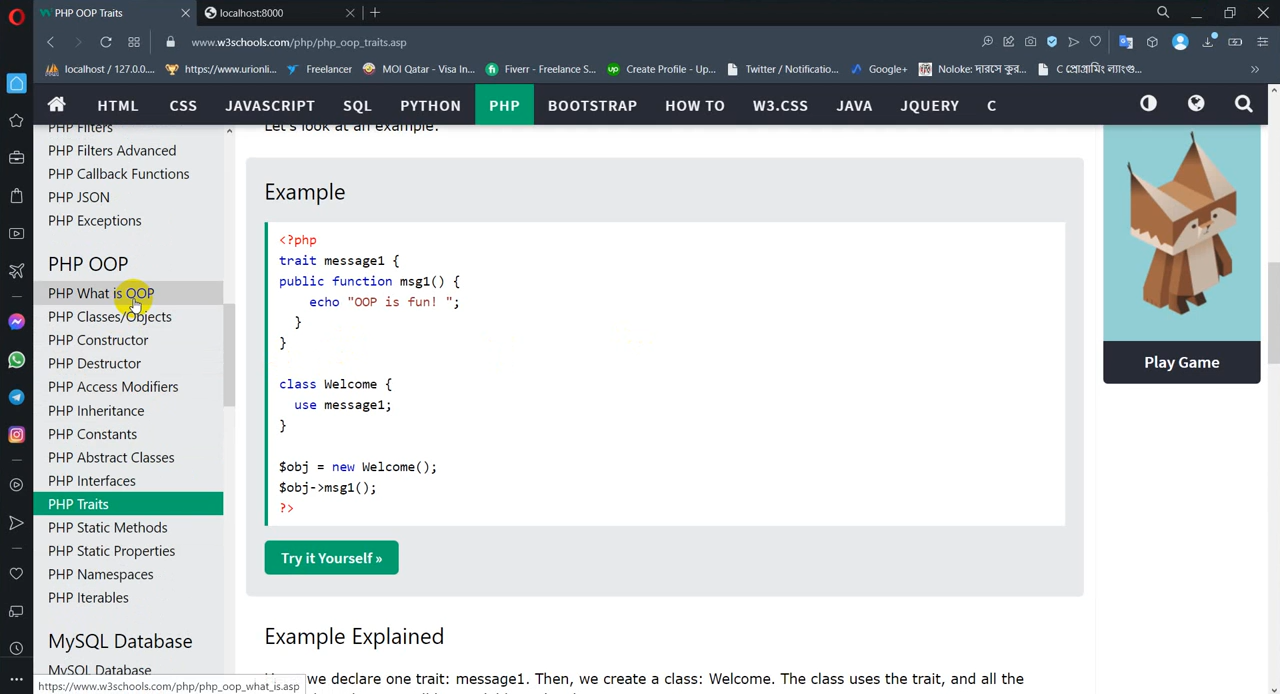 PHP OOP Traits
localhost:8000
www.w3schools.com/php/php_oop_traits.asp
localhost / 127.0.0....
https://www.urionli...
Freelancer
MOI Qatar - Visa In...
Fiverr - Freelance S...
Create Profile - Up...
Twitter / Notificatio...
Google+
Noloke: দারসে কুর...
C প্রোগ্রামিং ল্যাংগু...
HTML
CSS
JAVASCRIPT
SQL
PYTHON
PHP
BOOTSTRAP
HOW TO
W3.CSS
JAVA
JQUERY
C
PHP Filters
PHP Filters Advanced
PHP Callback Functions
PHP JSON
PHP Exceptions
PHP OOP
PHP What is OOP
PHP Classes/Objects
PHP Constructor
PHP Destructor
PHP Access Modifiers
PHP Inheritance
PHP Constants
PHP Abstract Classes
PHP Interfaces
PHP Traits
PHP Static Methods
PHP Static Properties
PHP Namespaces
PHP Iterables
MySQL Database
MySQL Database
https://www.w3schools.com/php/php_oop_what_is.asp
Let's look at an example:
Example
<?php
trait message1 {
public function msg1() {
echo "OOP is fun! ";
}
}
class Welcome {
use message1;
}
$obj = new Welcome();
$obj->msg1();
?>
Try it Yourself »
Example Explained
we declare one trait: message1. Then, we create a class: Welcome. The class uses the trait, and all the
Play Game